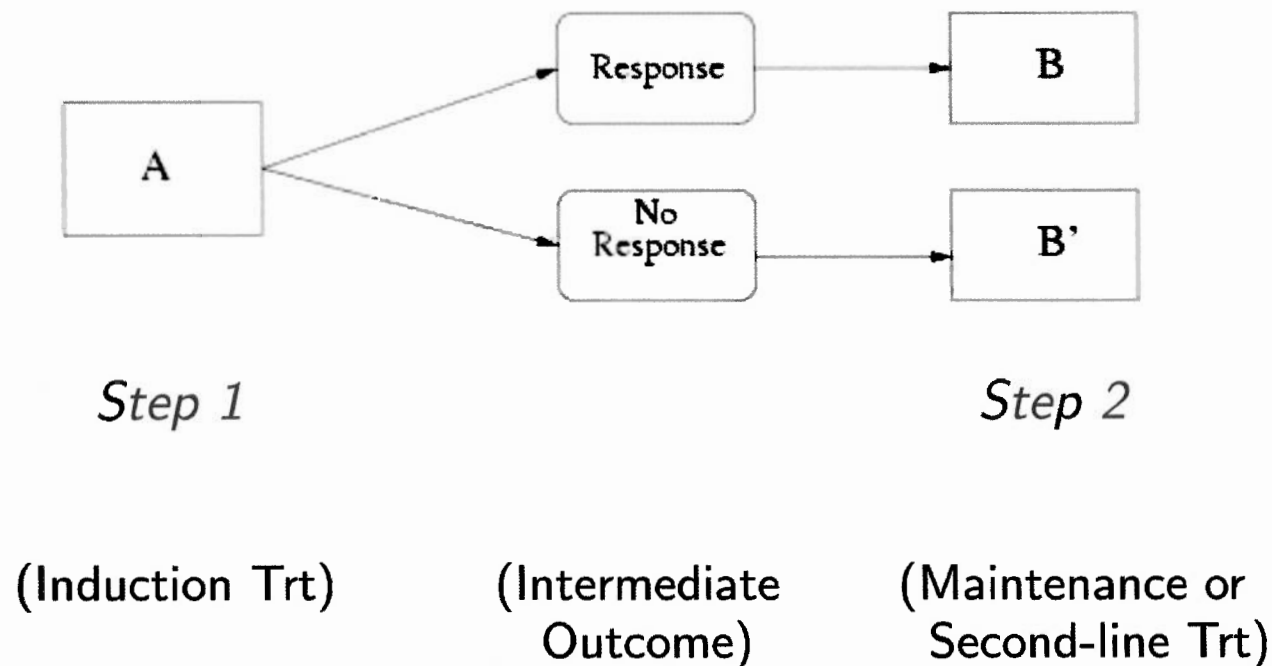 Response
B
A
No
Response
B'
Step 1
Step 2
(Induction Trt)
(Intermediate
Outcome)
(Maintenance or
Second-line Trt)